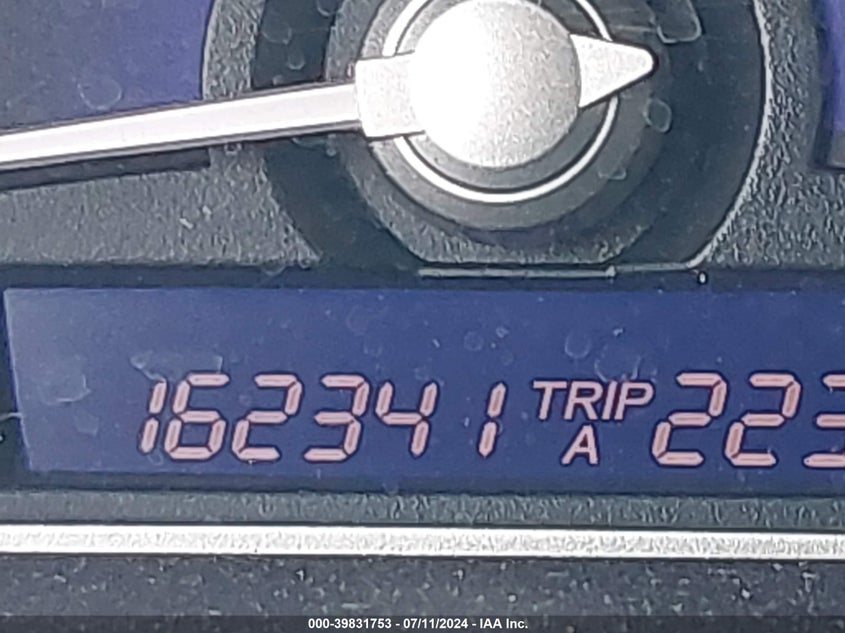 162341 TRIP A 223
000-39831753 - 07/11/2024 - IAA Inc.